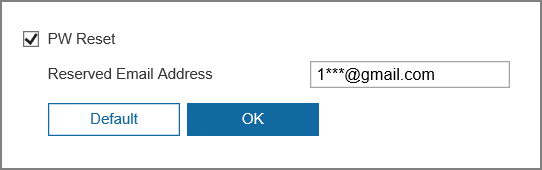 PW Reset
Reserved Email Address 1***@gmail.com
Default OK